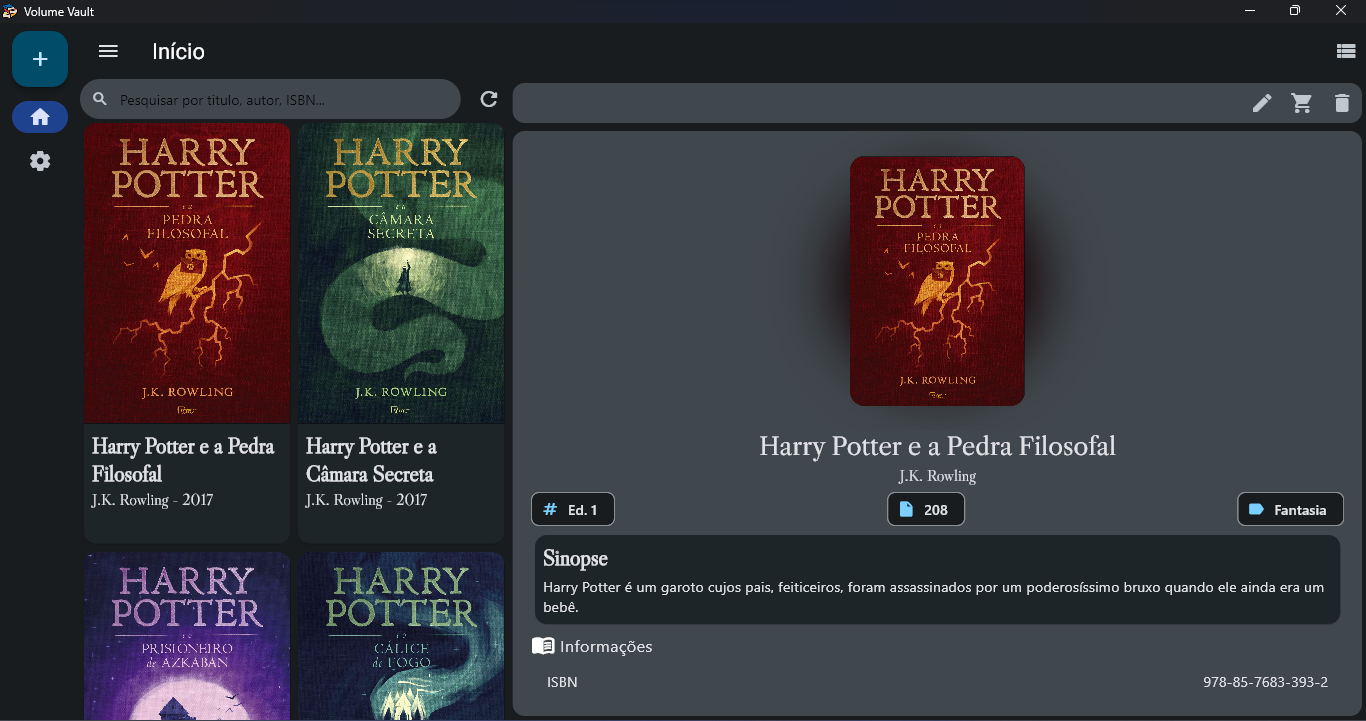 Volume Vault
Início
Pesquisar por titulo, autor, ISBN...
HARRY
POTTER
e a
PEDRA
FILOSOFAL
J.K. ROWLING
Harry Potter e a Pedra
Filosofal
J.K. Rowling - 2017
HARRY
POTTER
e a
CÂMARA
SECRETA
J.K. ROWLING
Harry Potter e a
Câmara Secreta
J.K. Rowling - 2017
HARRY
POTTER
e o
PRISIONEIRO
de AZKABAN
HARRY
POTTER
e o
CÁLICE
de FOGO
HARRY
POTTER
e a
PEDRA
FILOSOFAL
J.K. ROWLING
Harry Potter e a Pedra Filosofal
J.K. Rowling
Ed. 1
208
Fantasia
Sinopse
Harry Potter é um garoto cujos pais, feiticeiros, foram assassinados por um poderosíssimo bruxo quando ele ainda era um
bebê.
Informações
ISBN
978-85-7683-393-2